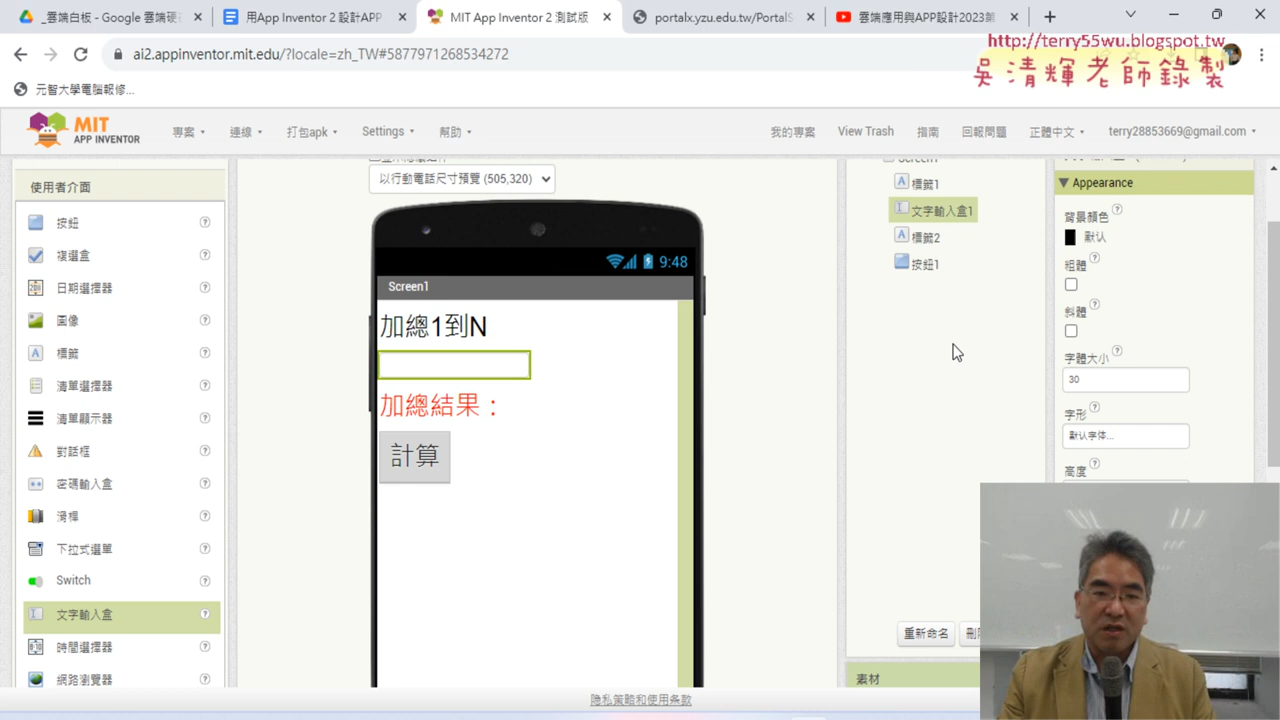 _雲端白板 - Google 雲端硬
用App Inventor 2 設計APP
MIT App Inventor 2 測試版
portalx.yzu.edu.tw/PortalS
雲端應用與APP設計2023第
ai2.appinventor.mit.edu/?locale=zh_TW#5877971268534272
http://terry55wu.blogspot.tw
吳清輝老師錄製
元智大學電腦報修...
MIT
APP INVENTOR
專案
連線
打包apk
Settings
幫助
我的專案
View Trash
指南
回報問題
正體中文
terry28853669@gmail.com
使用者介面
按鈕
複選盒
日期選擇器
圖像
標籤
清單選擇器
清單顯示器
對話框
密碼輸入盒
滑桿
下拉式選單
Switch
文字輸入盒
時間選擇器
網路瀏覽器
以行動電話尺寸預覽 (505,320)
9:48
Screen1
加總1到N
加總結果：
計算
Screen1
標籤1
文字輸入盒1
標籤2
按鈕1
重新命名
素材
Appearance
背景顏色
默认
粗體
斜體
字體大小
30
字形
默认字体...
高度
隐私策略和使用条款